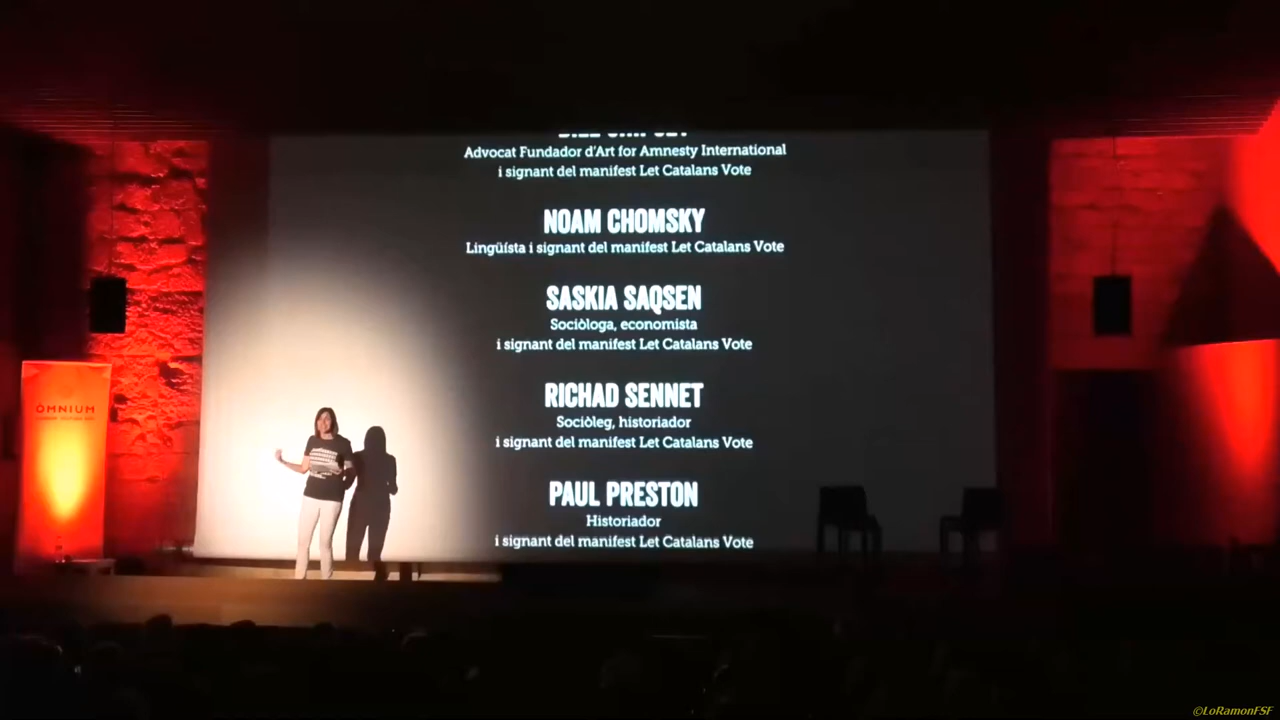 Advocat Fundador d'Art for Amnesty International
i signant del manifest Let Catalans Vote
NOAM CHOMSKY
Lingüísta i signant del manifest Let Catalans Vote
SASKIA SAQSEN
Sociòloga, economista
i signant del manifest Let Catalans Vote
RICHAD SENNET
Sociòleg, historiador
i signant del manifest Let Catalans Vote
PAUL PRESTON
Historiador
i signant del manifest Let Catalans Vote
ÒMNIUM
©LoRamonFSF